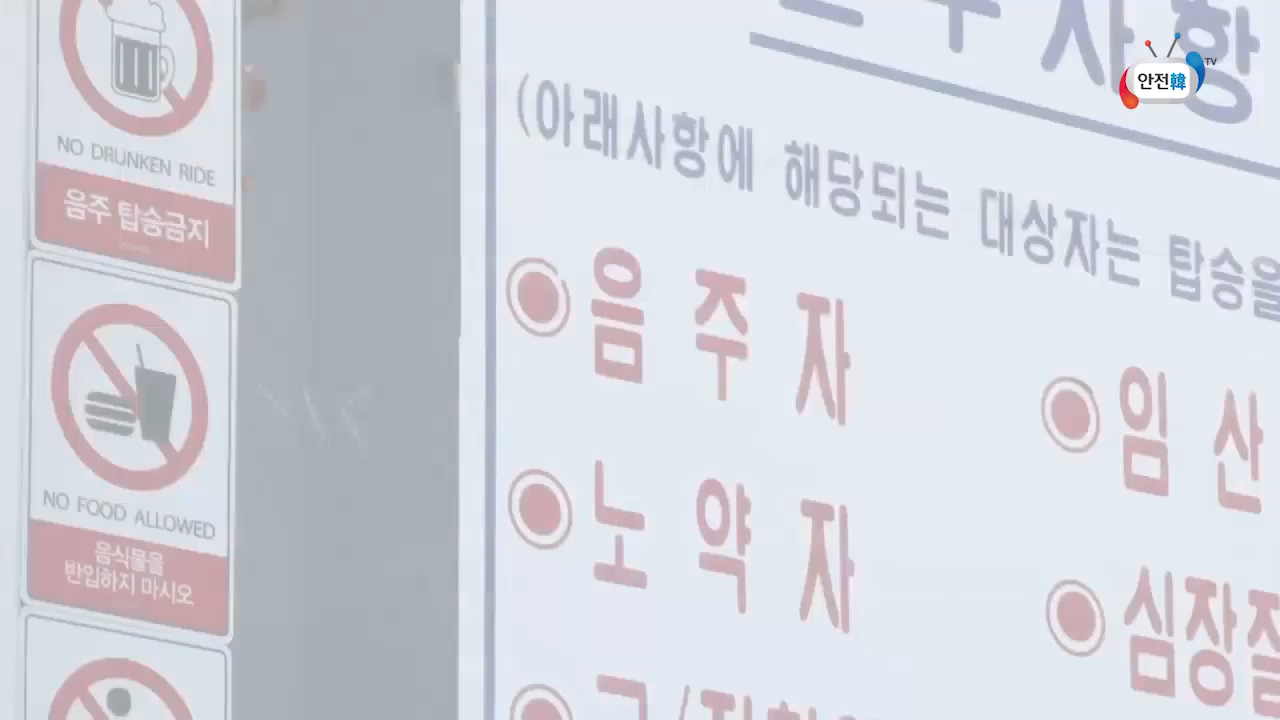 NO DRUNKEN RIDE
음주 탑승금지
NO FOOD ALLOWED
음식물을
반입하지 마시오
(아래사항에 해당되는 대상자는 탑승을
음주자
임산
노약자
심장질
안전韓 TV